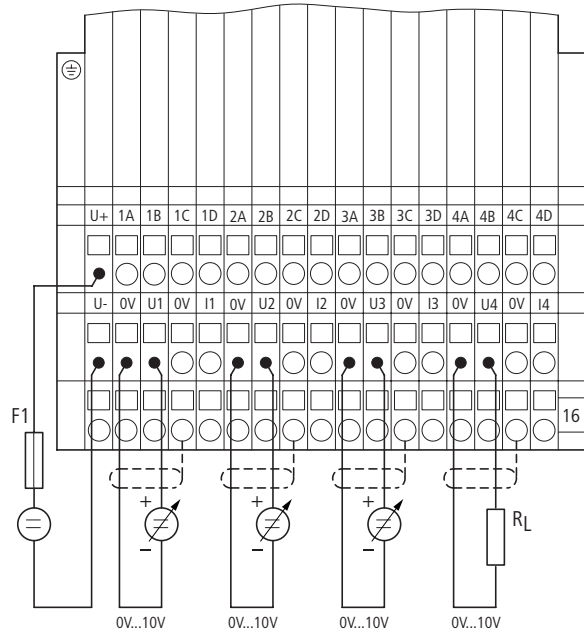 U+ 1A 1B 1C 1D 2A 2B 2C 2D 3A 3B 3C 3D 4A 4B 4C 4D
U- 0V U1 0V I1 0V U2 0V I2 0V U3 0V I3 0V U4 0V I4
16
F1
+ + +
RL
− − −
0V...10V 0V...10V 0V...10V 0V...10V